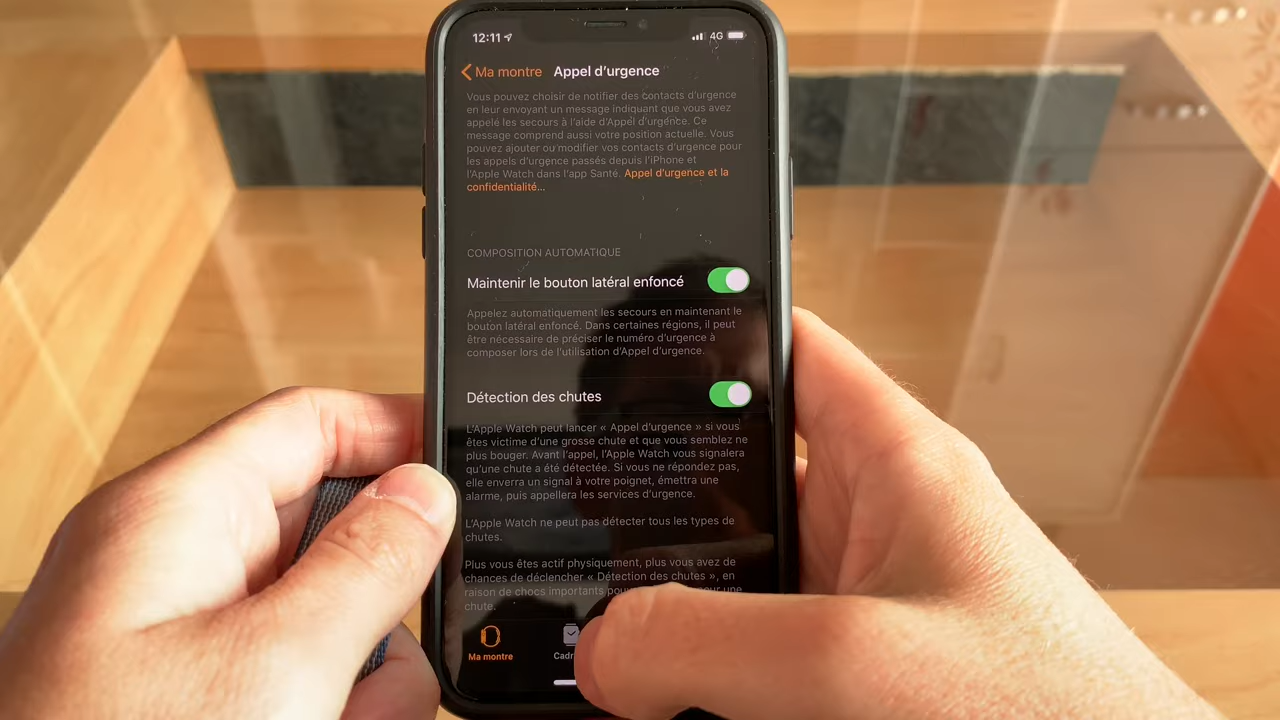 12:11
4G
Ma montre
Appel d'urgence
Vous pouvez choisir de notifier des contacts d'urgence
en leur envoyant un message indiquant que vous avez
appelé les secours à l'aide d'Appel d'urgence. Ce
message comprend aussi votre position actuelle. Vous
pouvez ajouter ou modifier vos contacts d'urgence pour
les appels d'urgence passés depuis l'iPhone et
l'Apple Watch dans l'app Santé. Appel d'urgence et la
confidentialité...
COMPOSITION AUTOMATIQUE
Maintenir le bouton latéral enfoncé
Appelez automatiquement les secours en maintenant le
bouton latéral enfoncé. Dans certaines régions, il peut
être nécessaire de préciser le numéro d'urgence à
composer lors de l'utilisation d'Appel d'urgence.
Détection des chutes
L'Apple Watch peut lancer « Appel d'urgence » si vous
êtes victime d'une grosse chute et que vous semblez ne
plus bouger. Avant l'appel, l'Apple Watch vous signalera
qu'une chute a été détectée. Si vous ne répondez pas,
elle enverra un signal à votre poignet, émettra une
alarme, puis appellera les services d'urgence.
L'Apple Watch ne peut pas détecter tous les types de
chutes.
Plus vous êtes actif physiquement, plus vous avez de
chances de déclencher « Détection des chutes », en
raison de chocs importants une
chute.
Ma montre